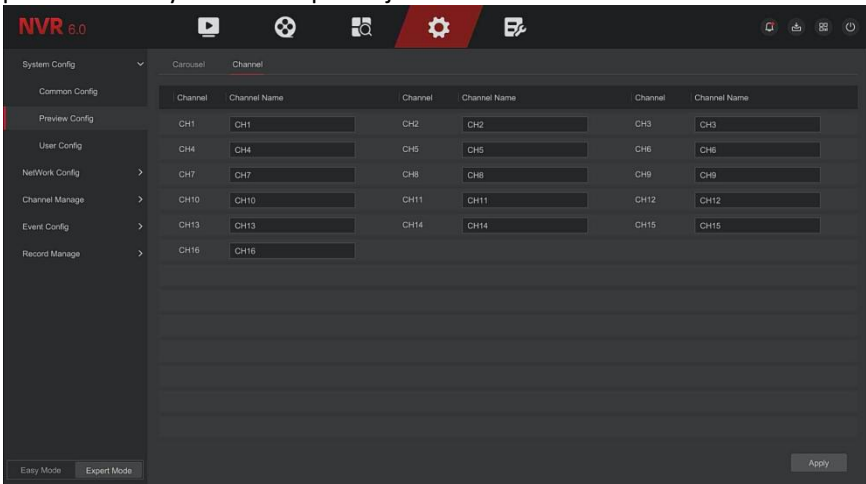 NVR 6.0
System Config
Common Config
Preview Config
User Config
NetWork Config
Channel Manage
Event Config
Record Manage
Easy Mode Expert Mode
Carousel Channel
Channel Channel Name Channel Channel Name Channel Channel Name
CH1 CH1 CH2 CH2 CH3 CH3
CH4 CH4 CH5 CH5 CH6 CH6
CH7 CH7 CH8 CH8 CH9 CH9
CH10 CH10 CH11 CH11 CH12 CH12
CH13 CH13 CH14 CH14 CH15 CH15
CH16 CH16
Apply